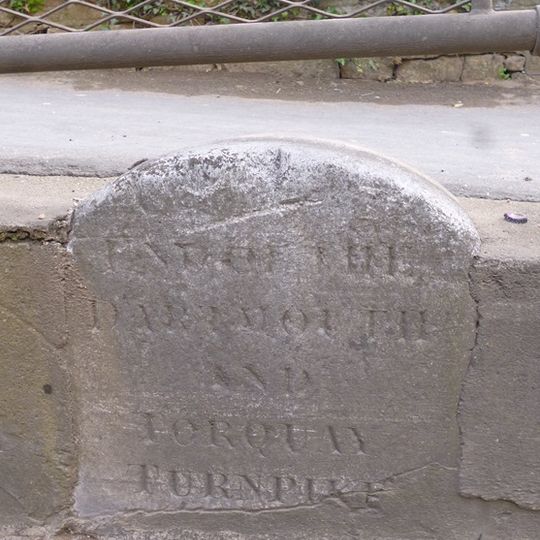 END OF THE
DARTMOUTH
AND
TORQUAY
TURNPIKE